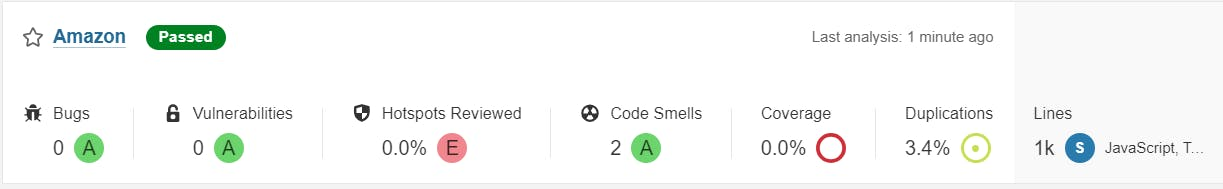 Amazon Passed Last analysis: 1 minute ago
Bugs Vulnerabilities Hotspots Reviewed Code Smells Coverage Duplications Lines
0 A 0 A 0.0% E 2 A 0.0% 3.4% 1k S JavaScript, T...